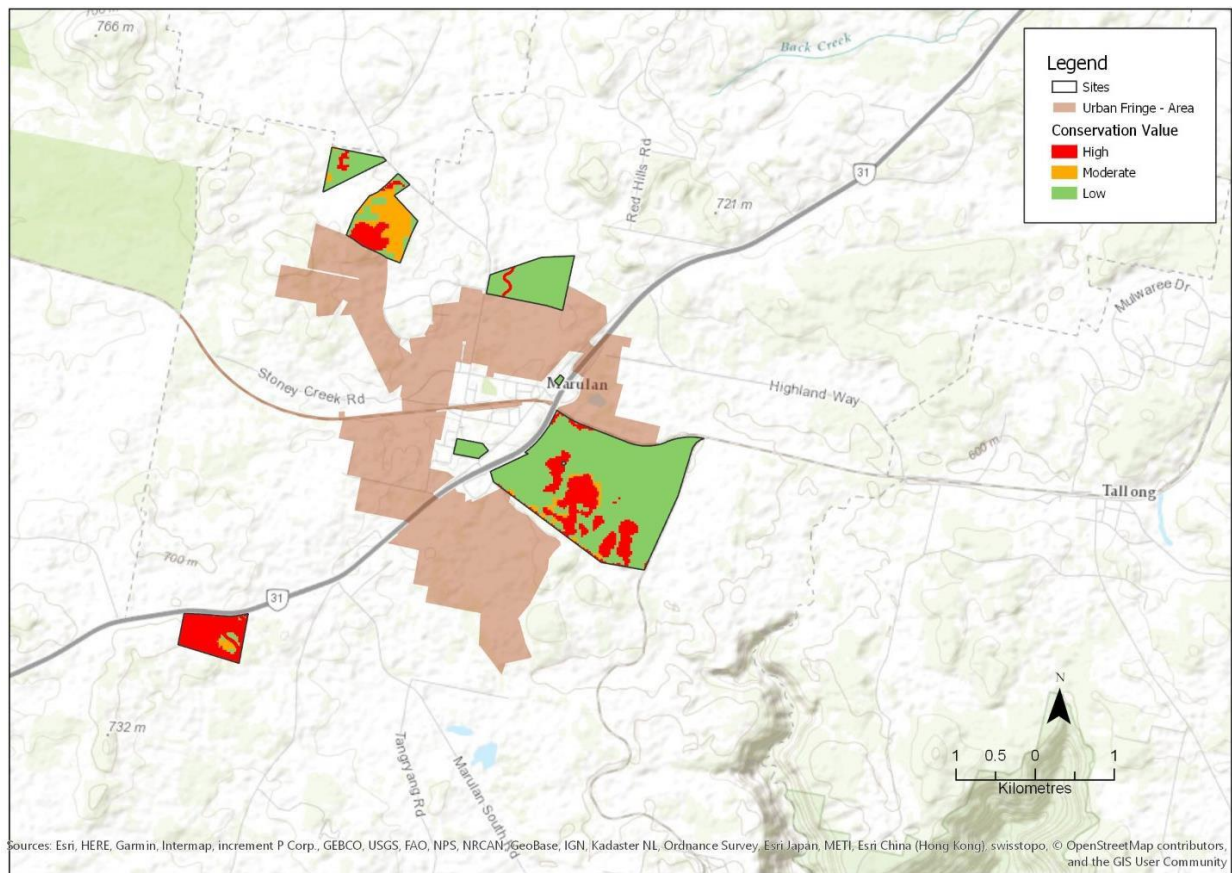 766 m
Back Creek
Legend
Sites
Urban Fringe - Area
Conservation Value
High
Moderate
Low
31
Red Hills Rd
721 m
Mulwaree Dr
Stoney Creek Rd
Marulan
Highland Way
600 m
Tallong
700 m
31
732 m
Tangryang Rd
Marulan South Rd
N
1 0.5 0 1
Kilometres
Sources: Esri, HERE, Garmin, Intermap, increment P Corp., GEBCO, USGS, FAO, NPS, NRCAN, GeoBase, IGN, Kadaster NL, Ordnance Survey, Esri Japan, METI, Esri China (Hong Kong), swisstopo, © OpenStreetMap contributors,
and the GIS User Community